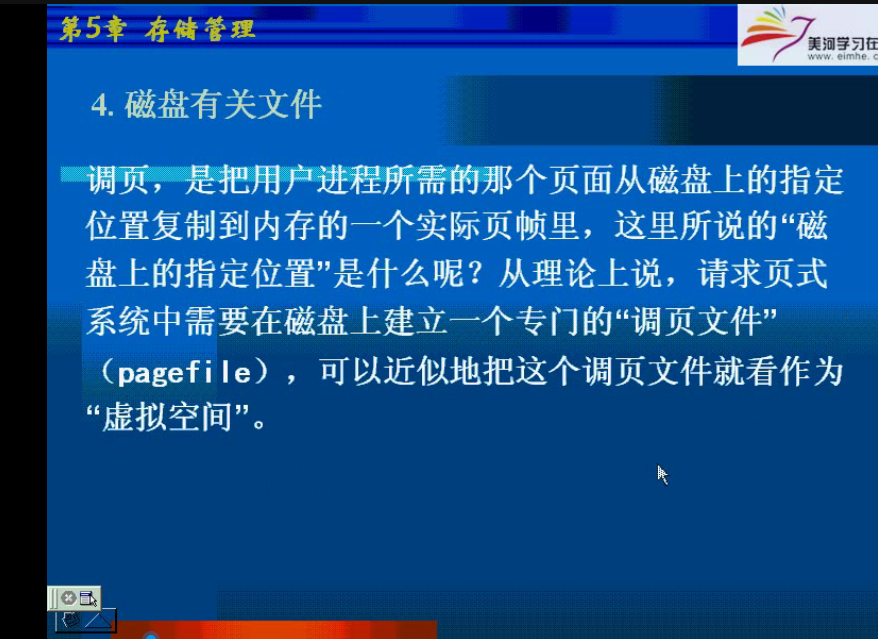 第5章 存储管理
美河学习在
www.eimhe.c
4. 磁盘有关文件
调页，是把用户进程所需的那个页面从磁盘上的指定
位置复制到内存的一个实际页帧里，这里所说的“磁
盘上的指定位置”是什么呢？从理论上说，请求页式
系统中需要在磁盘上建立一个专门的“调页文件”
（pagefile），可以近似地把这个调页文件就看作为
“虚拟空间”。